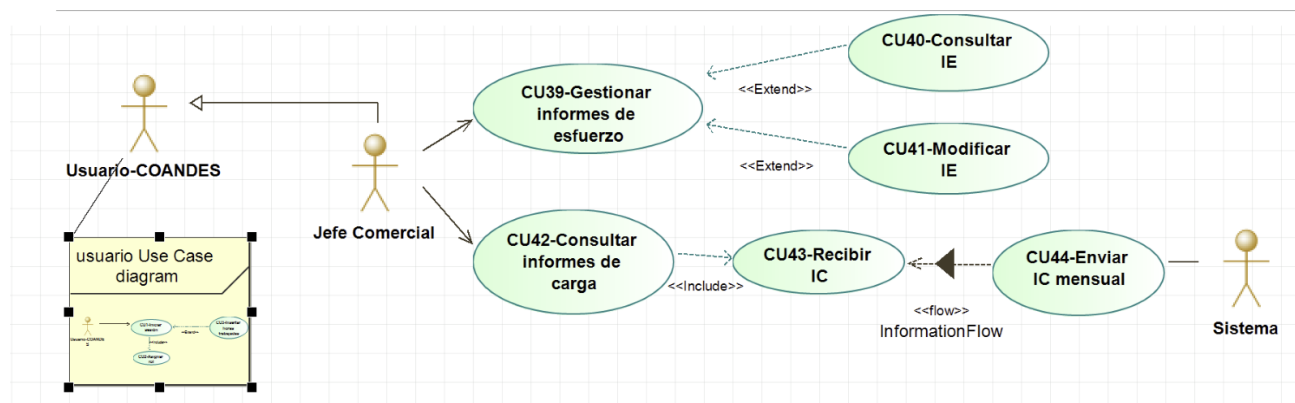 CU40-Consultar
IE
<<Extend>>
CU39-Gestionar
informes de
esfuerzo
CU41-Modificar
IE
<<Extend>>
Usuario-COANDES
Jefe Comercial
usuario Use Case
diagram
CU42-Consultar
informes de
carga
<<Include>>
CU43-Recibir
IC
<<flow>>
InformationFlow
CU44-Enviar
IC mensual
Sistema